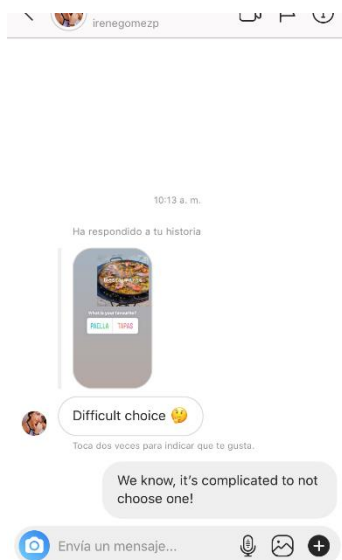 irenegomezp
10:13 a. m.
Ha respondido a tu historia
What is your favourite?
PAELLA TAPAS
Difficult choice 🤔
Toca dos veces para indicar que te gusta.
We know, it's complicated to not
choose one!
Envía un mensaje...